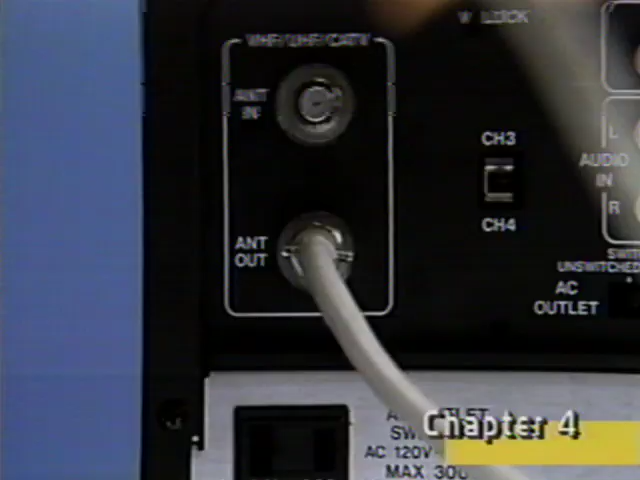 VHF/UHF/CATV
ANT
IN
ANT
OUT
LOCK
CH3
CH4
L
AUDIO
IN
R
UNSWITCHED
AC
OUTLET
AC 120V
MAX
Chapter 4